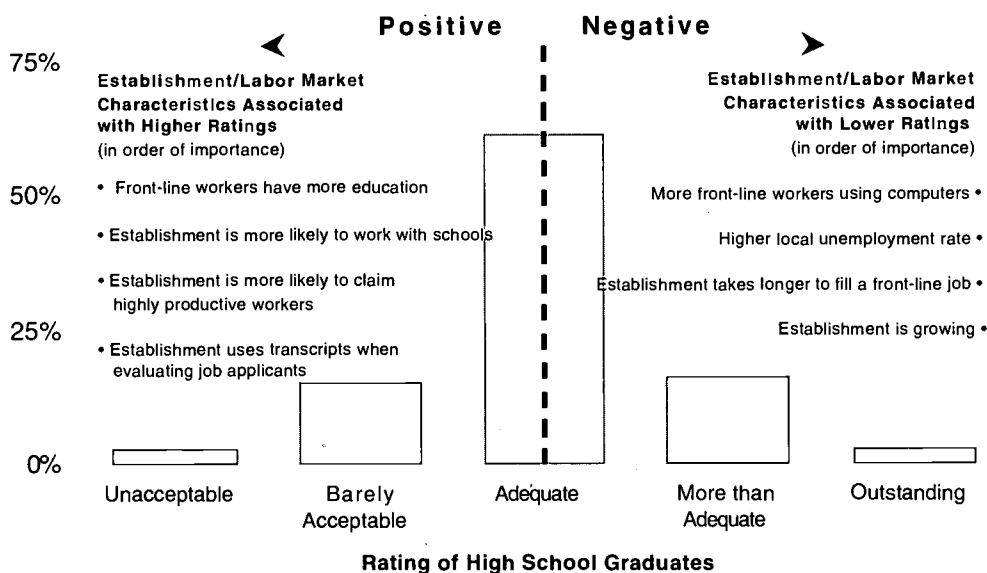 Positive Negative
75%
Establishment/Labor Market
Characteristics Associated
with Higher Ratings
(in order of importance)
• Front-line workers have more education
• Establishment is more likely to work with schools
• Establishment is more likely to claim
highly productive workers
• Establishment uses transcripts when
evaluating job applicants
Establishment/Labor Market
Characteristics Associated
with Lower Ratings
(in order of importance)
More front-line workers using computers •
Higher local unemployment rate •
Establishment takes longer to fill a front-line job •
Establishment is growing •
50%
25%
0%
Unacceptable
Barely
Acceptable
Adequate
More than
Adequate
Outstanding
Rating of High School Graduates